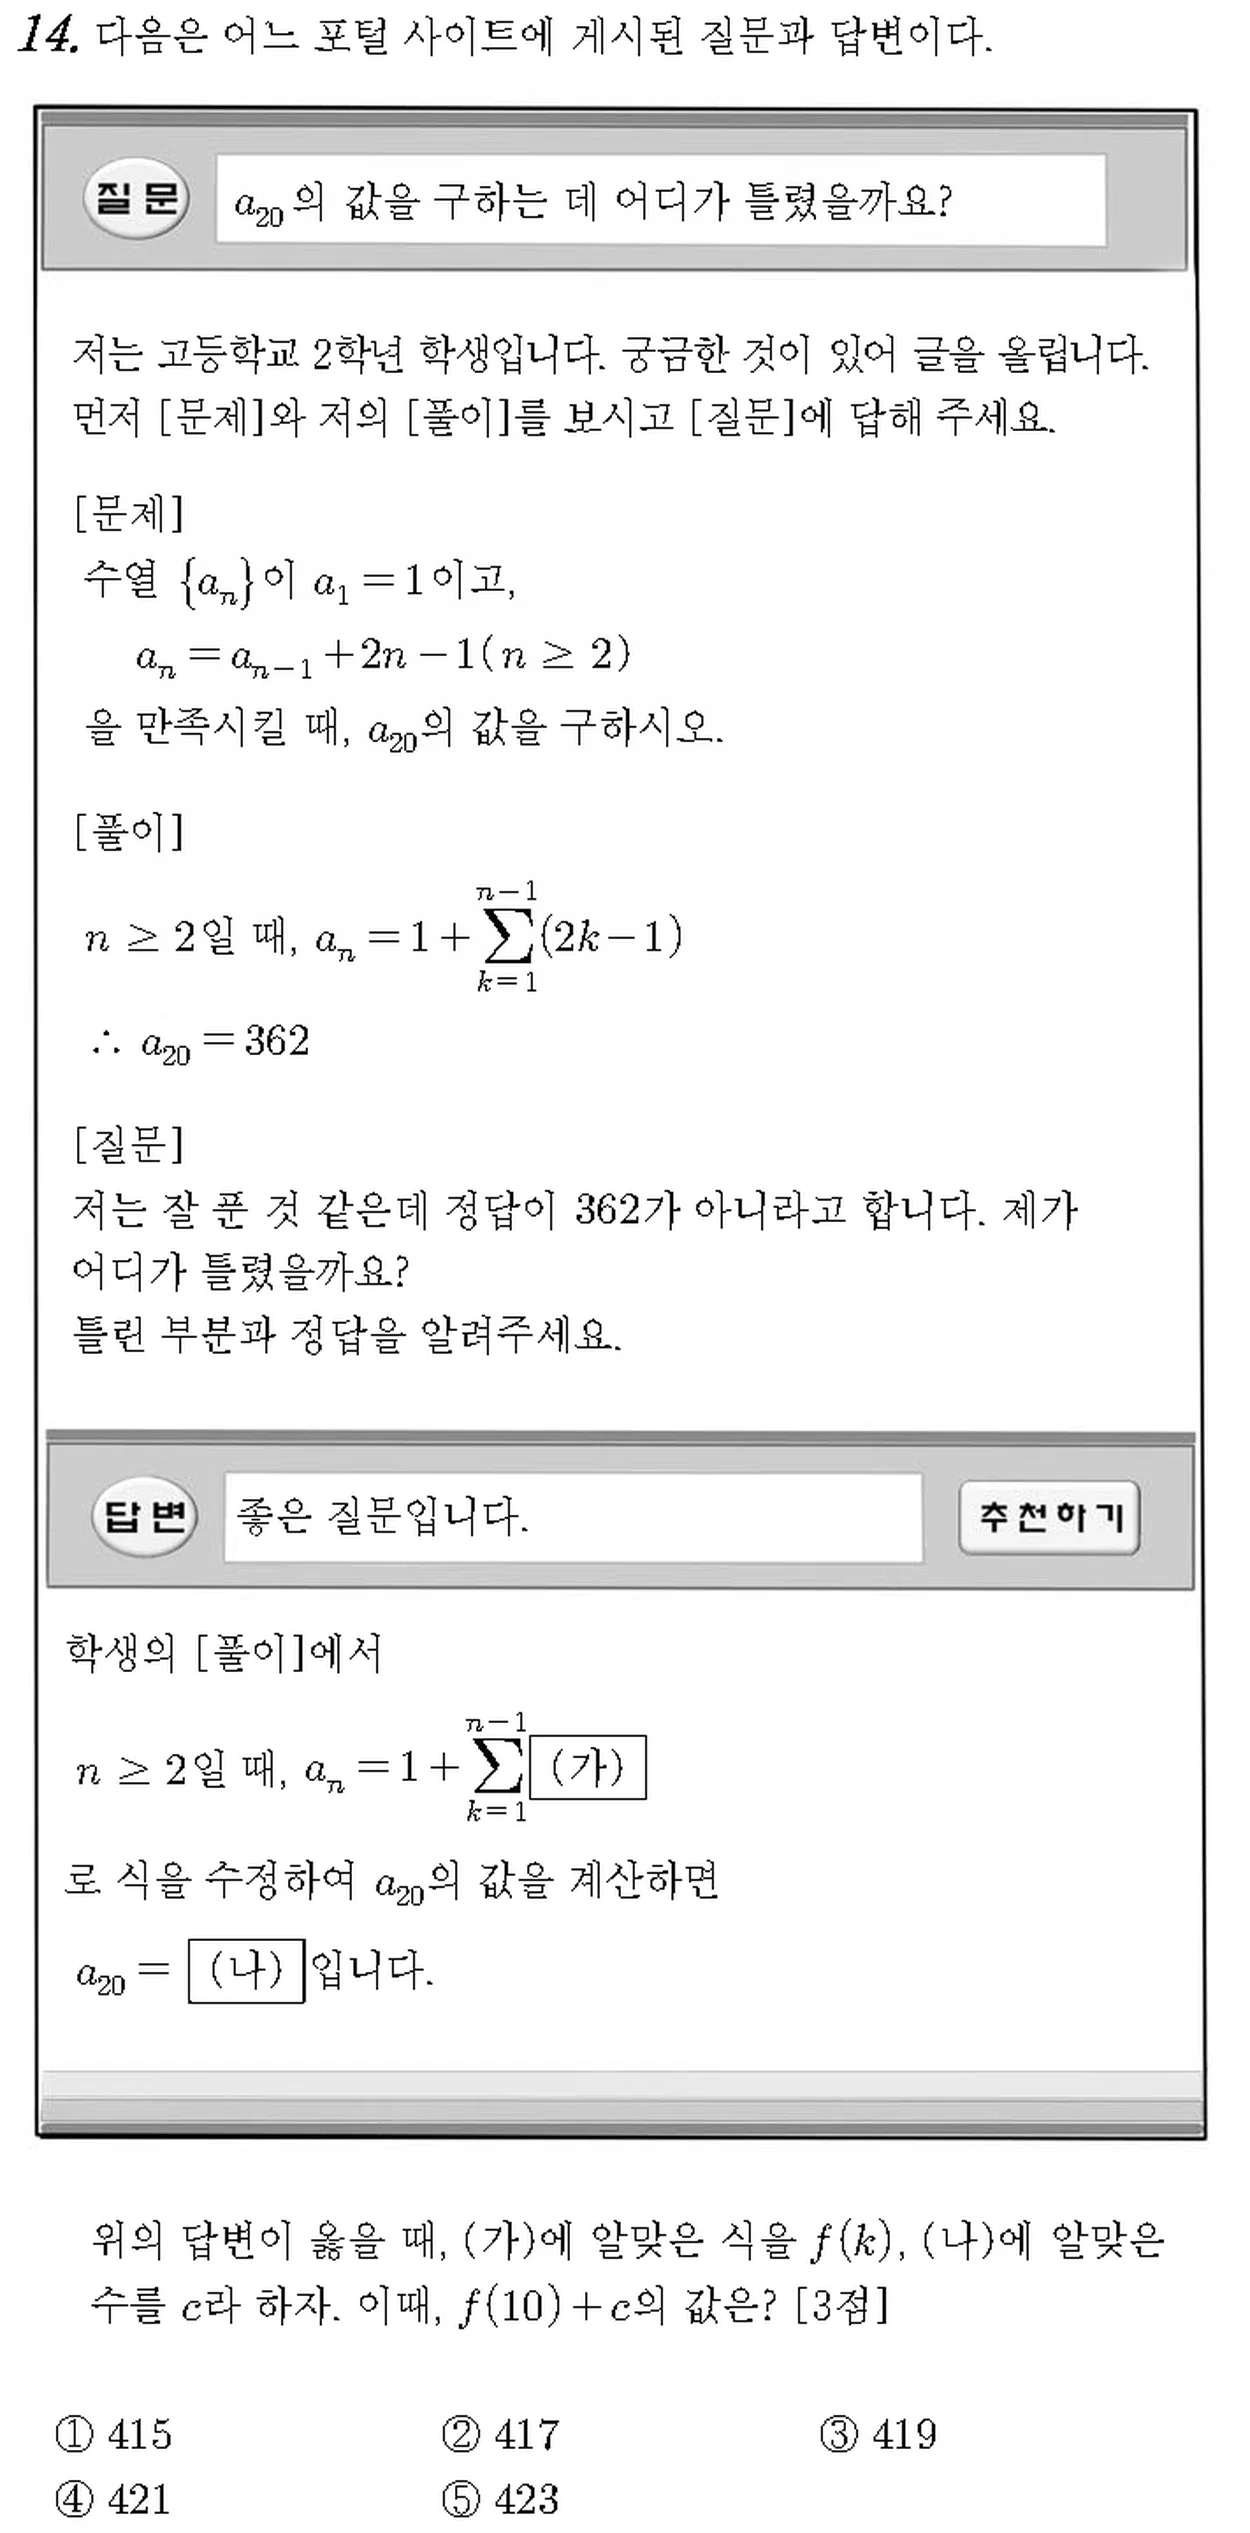 14. 다음은 어느 포털 사이트에 게시된 질문과 답변이다.
질문 a₂₀의 값을 구하는 데 어디가 틀렸을까요?
저는 고등학교 2학년 학생입니다. 궁금한 것이 있어 글을 올립니다.
먼저 [문제]와 저의 [풀이]를 보시고 [질문]에 답해 주세요.
[문제]
수열 {aₙ}이 a₁ = 1이고,
aₙ = aₙ₋₁ + 2n − 1(n ≥ 2)
을 만족시킬 때, a₂₀의 값을 구하시오.
[풀이]
n ≥ 2일 때, aₙ = 1 + ∑_{k=1}^{n−1}(2k − 1)
∴ a₂₀ = 362
[질문]
저는 잘 푼 것 같은데 정답이 362가 아니라고 합니다. 제가
어디가 틀렸을까요?
틀린 부분과 정답을 알려주세요.
답변 좋은 질문입니다. 추천하기
학생의 [풀이]에서
n ≥ 2일 때, aₙ = 1 + ∑_{k=1}^{n−1} (가)
로 식을 수정하여 a₂₀의 값을 계산하면
a₂₀ = (나) 입니다.
위의 답변이 옳을 때, (가)에 알맞은 식을 f(k), (나)에 알맞은
수를 c라 하자. 이때, f(10) + c의 값은? [3점]
① 415 ② 417 ③ 419
④ 421 ⑤ 423